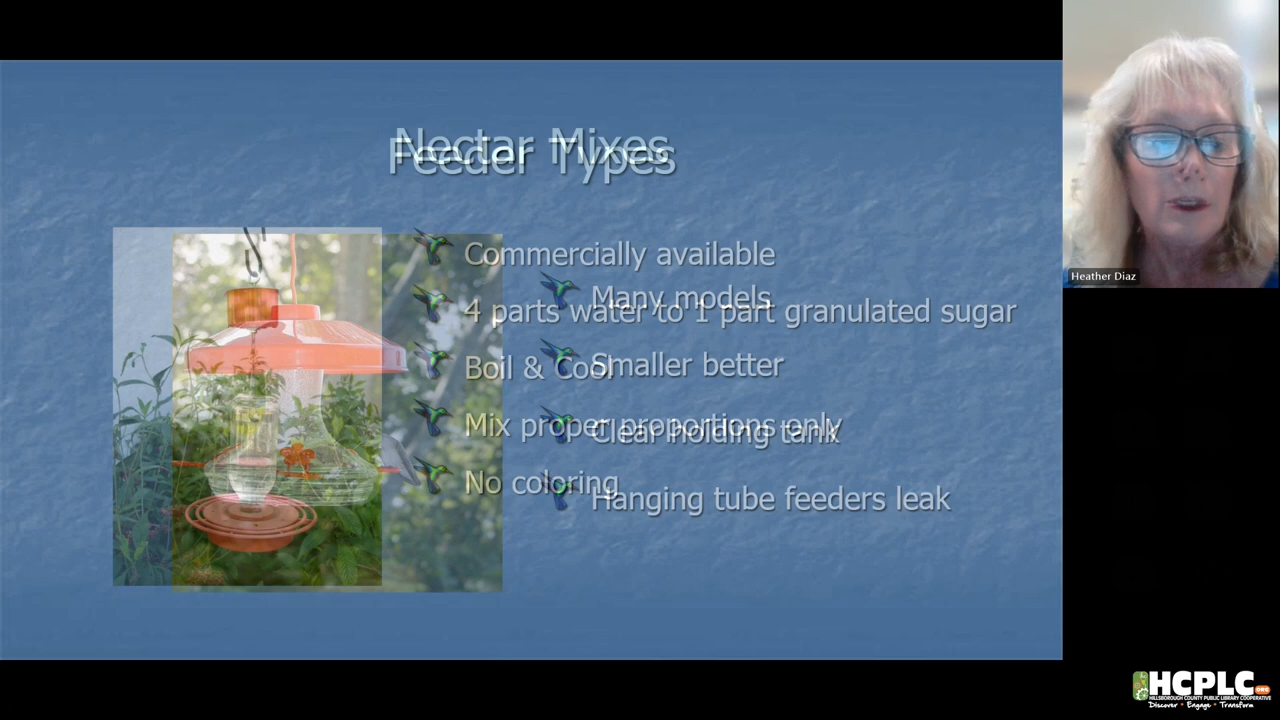 Nectar Mixes
Feeder Types
Commercially available
Many models
4 parts water to 1 part granulated sugar
Smaller better
Boil & Cool
Mix proper proportions only
Clear holding tank
No coloring
Hanging tube feeders leak
Heather Diaz
HCPLC
HILLSBOROUGH COUNTY PUBLIC LIBRARY COOPERATIVE
Discover • Engage • Transform